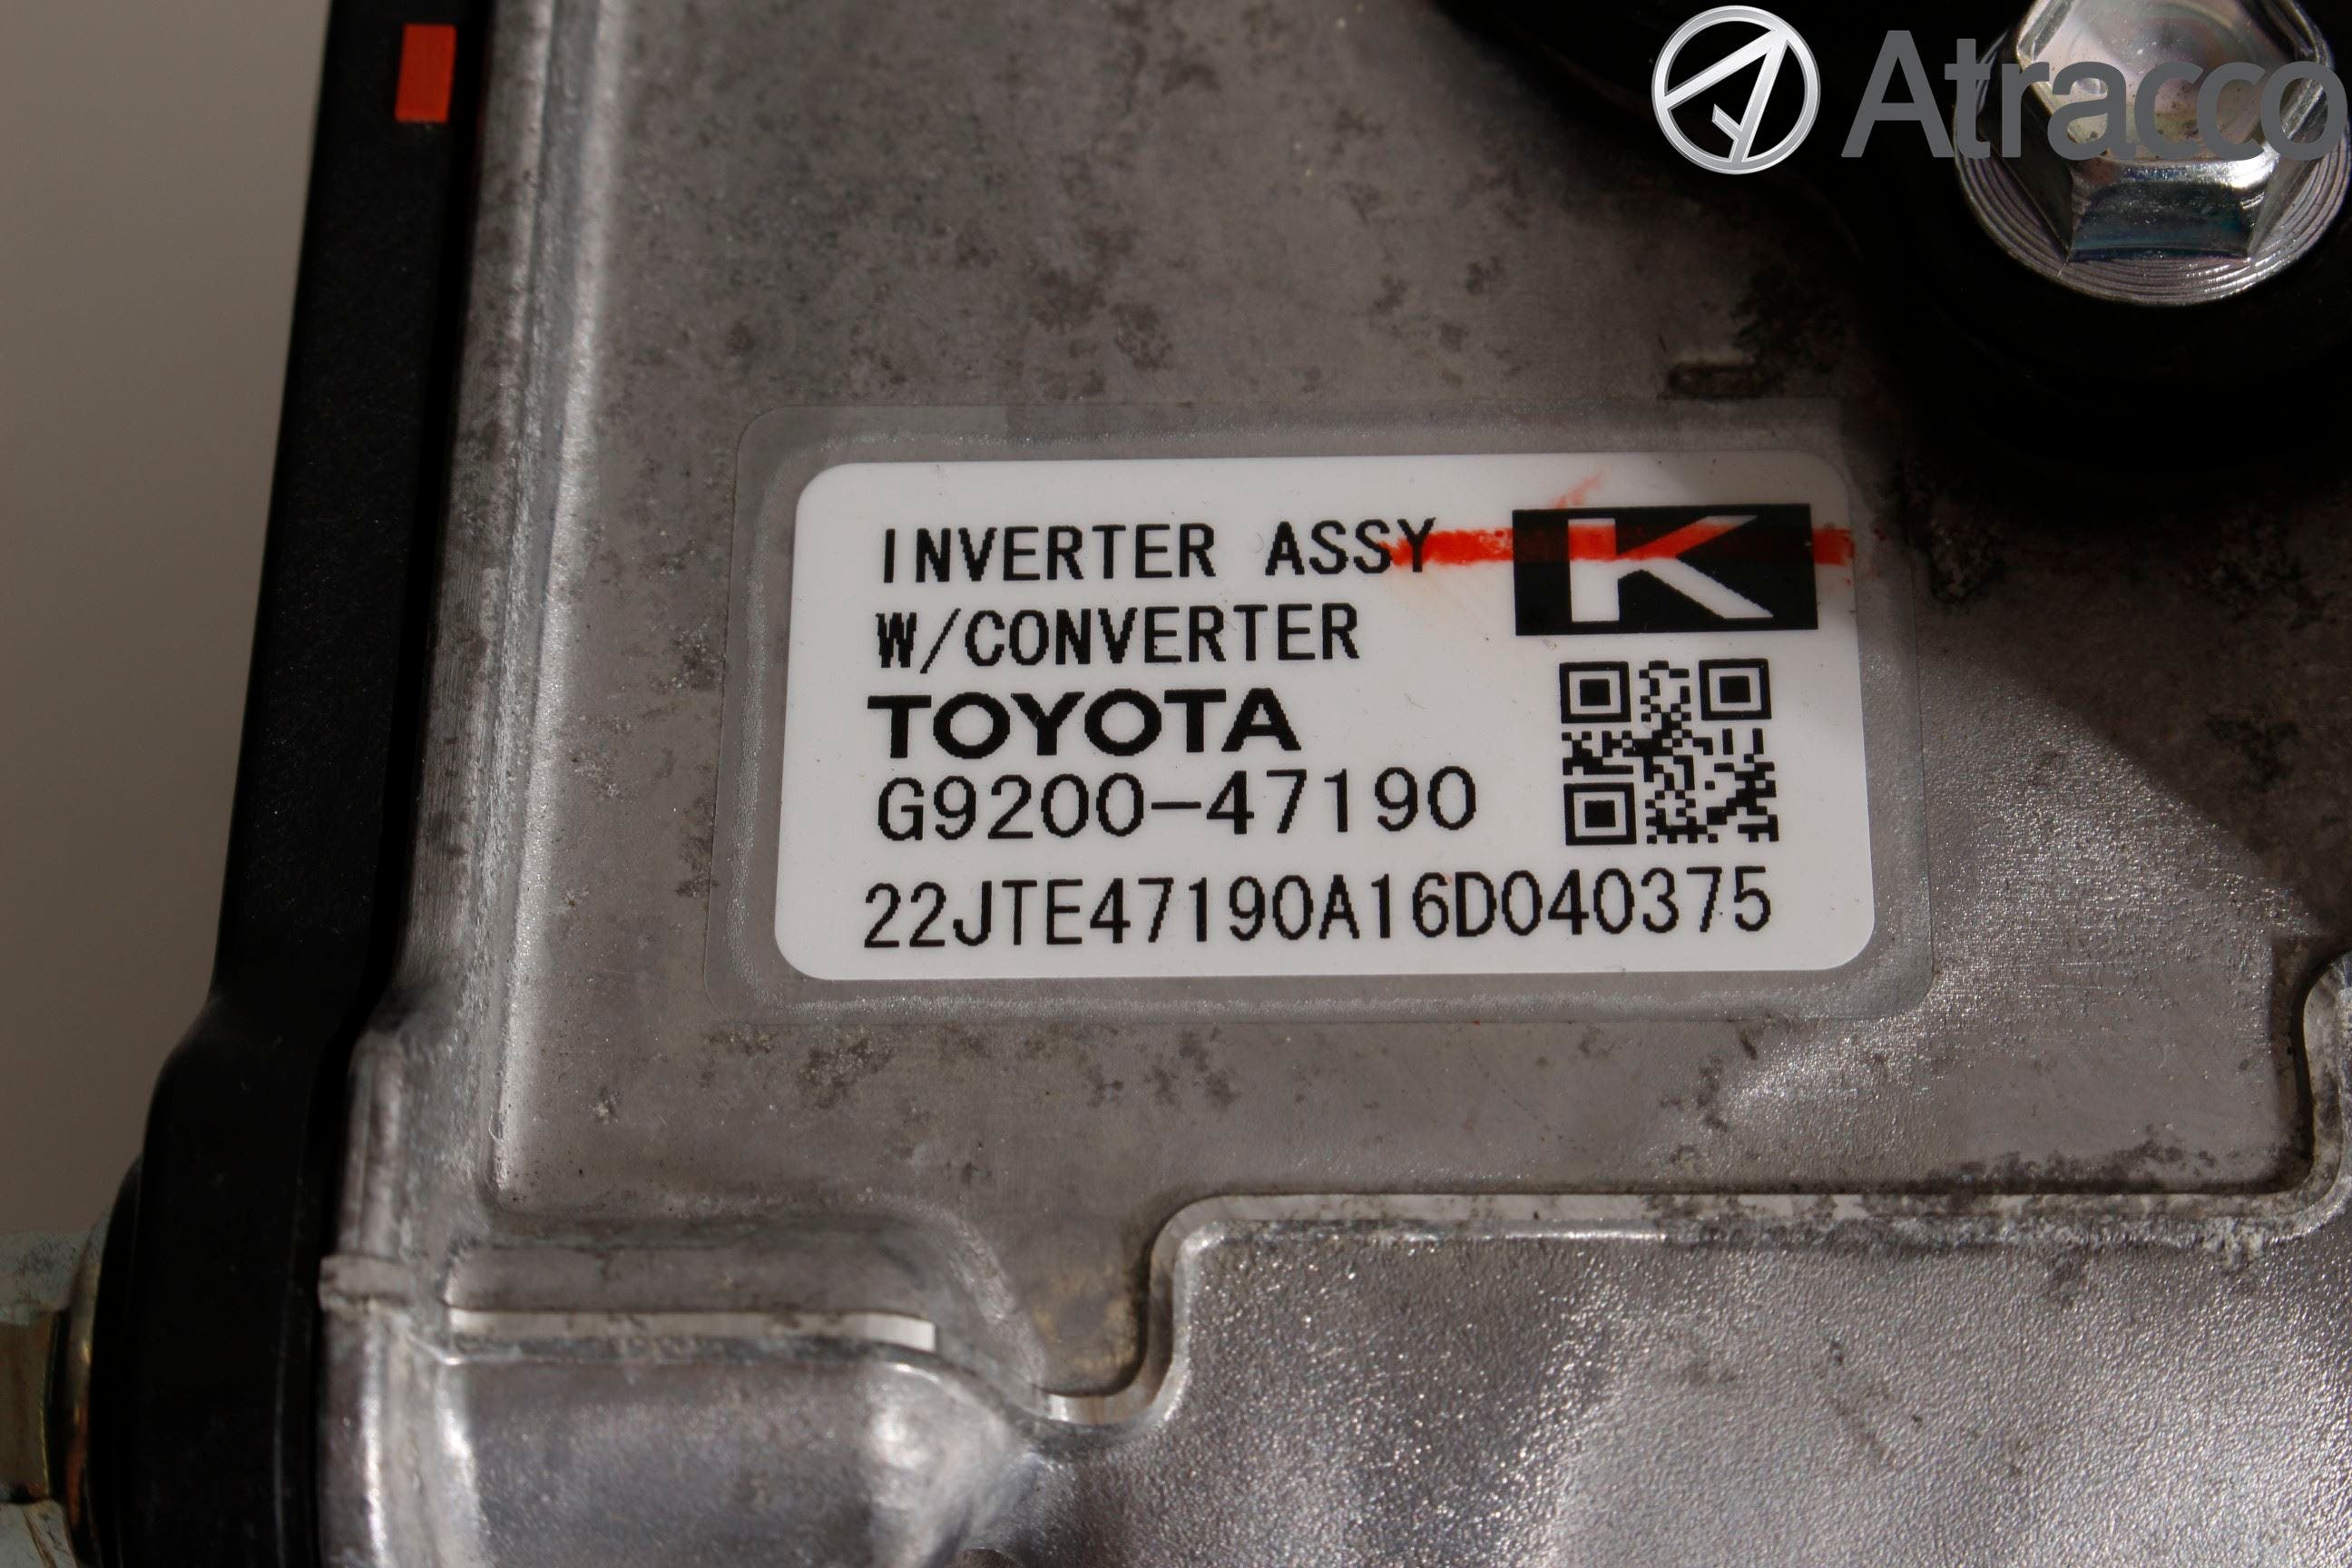 Atracco
INVERTER ASSY
K
W/CONVERTER
TOYOTA
G9200-47190
22JTE47190A16D040375